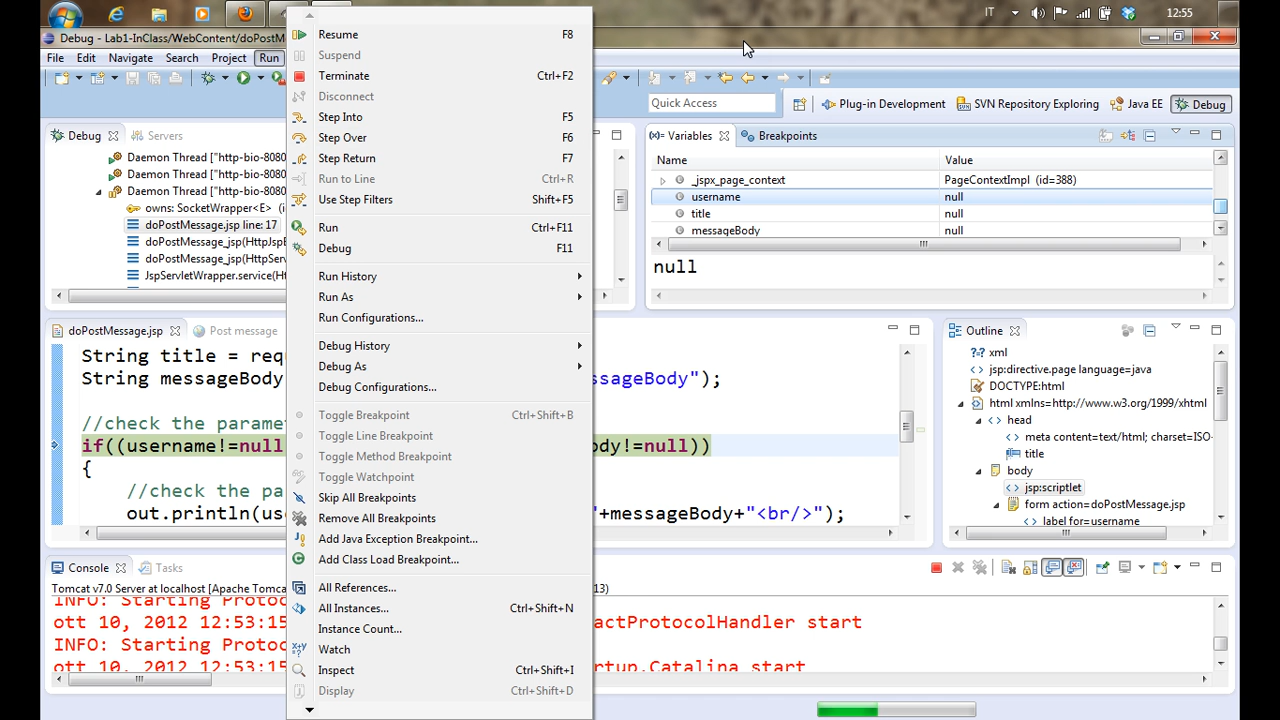 12:55
Debug - Lab1-InClass/WebContent/doPost
File Edit Navigate Search Project Run
Quick Access
Plug-in Development
SVN Repository Exploring
Java EE
Debug
Debug
Servers
Daemon Thread ["http-bio-8080
Daemon Thread ["http-bio-8080
Daemon Thread ["http-bio-8080
owns: SocketWrapper<E> (i
doPostMessage.jsp line: 17
doPostMessage_jsp(HttpJspB
doPostMessage_jsp(HttpServ
JspServletWrapper.service(H
Resume F8
Suspend
Terminate Ctrl+F2
Disconnect
Step Into F5
Step Over F6
Step Return F7
Run to Line Ctrl+R
Use Step Filters Shift+F5
Run Ctrl+F11
Debug F11
Run History
Run As
Run Configurations...
Debug History
Debug As
Debug Configurations...
Toggle Breakpoint Ctrl+Shift+B
Toggle Line Breakpoint
Toggle Method Breakpoint
Toggle Watchpoint
Skip All Breakpoints
Remove All Breakpoints
Add Java Exception Breakpoint...
Add Class Load Breakpoint...
All References...
All Instances... Ctrl+Shift+N
Instance Count...
Watch
Inspect Ctrl+Shift+I
Display Ctrl+Shift+D
Variables
Breakpoints
Name Value
_jspx_page_context PageContextImpl (id=388)
username null
title null
messageBody null
null
doPostMessage.jsp
Post message
String title = requ
String messageBody ssageBody");
//check the parame
if((username!=null ody!=null))
{
//check the pa
out.println(us "+messageBody+"<br/>");
Outline
xml
jsp:directive.page language=java
DOCTYPE:html
html xmlns=http://www.w3.org/1999/xhtml
head
meta content=text/html; charset=ISO-
title
body
jsp:scriptlet
form action=doPostMessage.jsp
label for=username
Console
Tasks
Tomcat v7.0 Server at localhost [Apache Tomca 13)
INFO: Starting Protoc
ott 10, 2012 12:53:15 actProtocolHandler start
INFO: Starting Protoc
ott 10, 2012 12:53:15 rtup.Catalina start